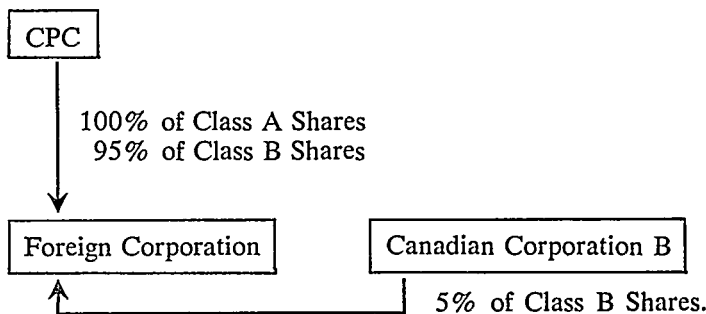 CPC
100% of Class A Shares
95% of Class B Shares
Foreign Corporation
Canadian Corporation B
5% of Class B Shares.